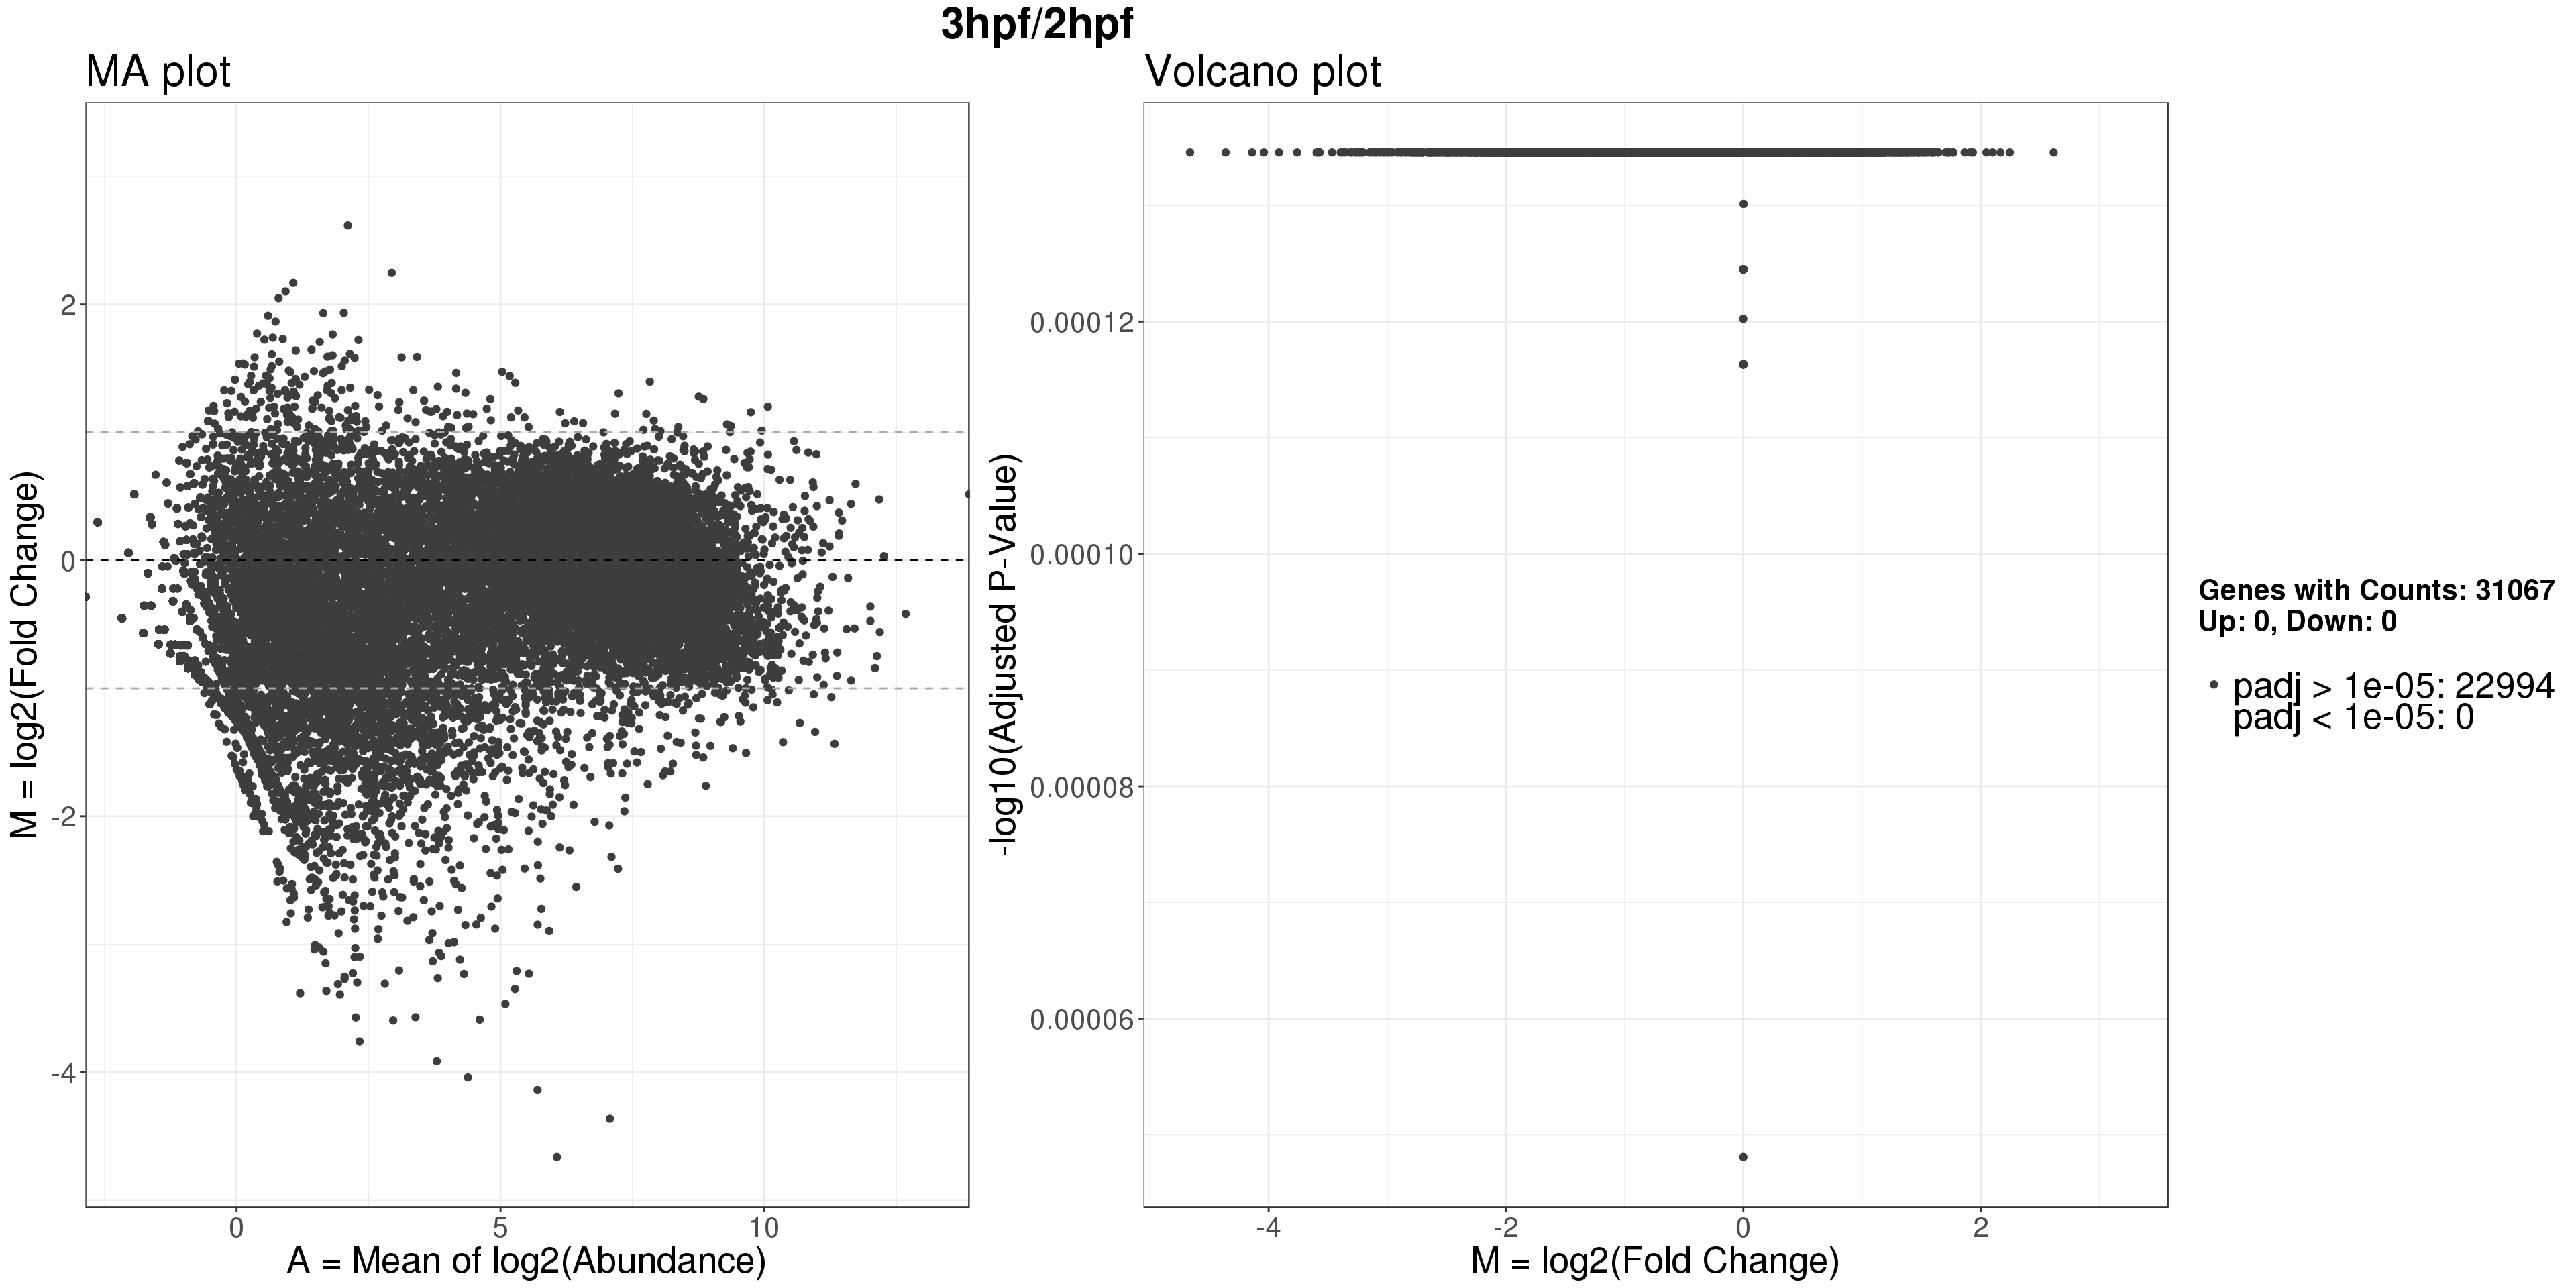 3hpf/2hpf
MA plot
Volcano plot
M = log2(Fold Change)
2
0
-2
-4
0
5
10
A = Mean of log2(Abundance)
-log10(Adjusted P-Value)
0.00012
0.00010
0.00008
0.00006
-4
-2
0
2
M = log2(Fold Change)
Genes with Counts: 31067
Up: 0, Down: 0
padj > 1e-05: 22994
padj < 1e-05: 0